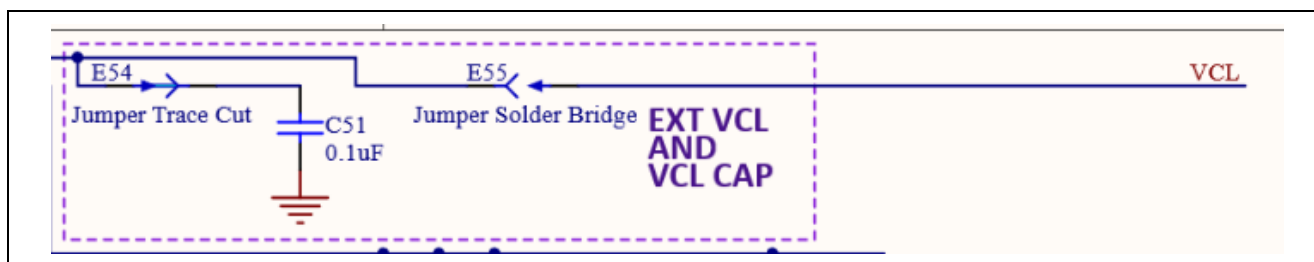 E54
E55
VCL
Jumper Trace Cut
Jumper Solder Bridge
EXT VCL
AND
VCL CAP
C51
0.1uF